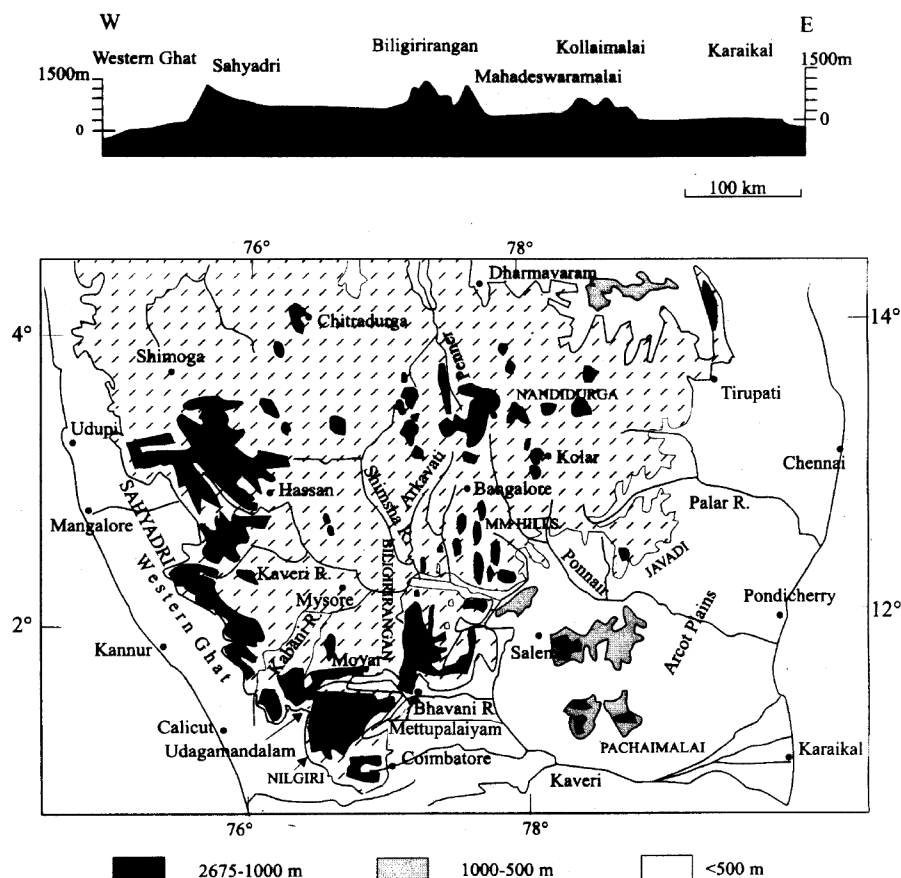 W
E
Biligirirangan
Kollaimalai
Karaikal
Western Ghat
Sahyadri
Mahadeswaramalai
1500m
1500m
0
0
100 km
76°
78°
Dharmavaram
4°
14°
Chitradurga
Shimoga
Penner
NANDIDURGA
Tirupati
Udupi
Kolar
Chennai
Shimsha R.
Arkavati
Hassan
Bangalore
SAHYADRI
Palar R.
Mangalore
MM HILLS
JAVADI
Western Ghat
Kaveri R.
BILIGIRIRANGAN
Ponnair
Mysore
Pondicherry
2°
12°
Kabani R.
Arcot Plains
Kannur
Moyar
Salem
Calicut
Bhavani R.
Mettupalaiyam
Udagamandalam
PACHAIMALAI
Karaikal
NILGIRI
Coimbatore
Kaveri
76°
78°
2675-1000 m
1000-500 m
<500 m